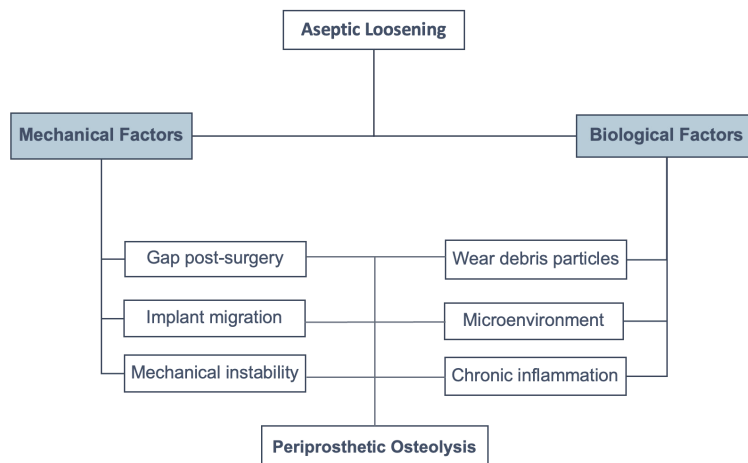 Aseptic Loosening
Mechanical Factors
Biological Factors
Gap post-surgery
Wear debris particles
Implant migration
Microenvironment
Mechanical instability
Chronic inflammation
Periprosthetic Osteolysis